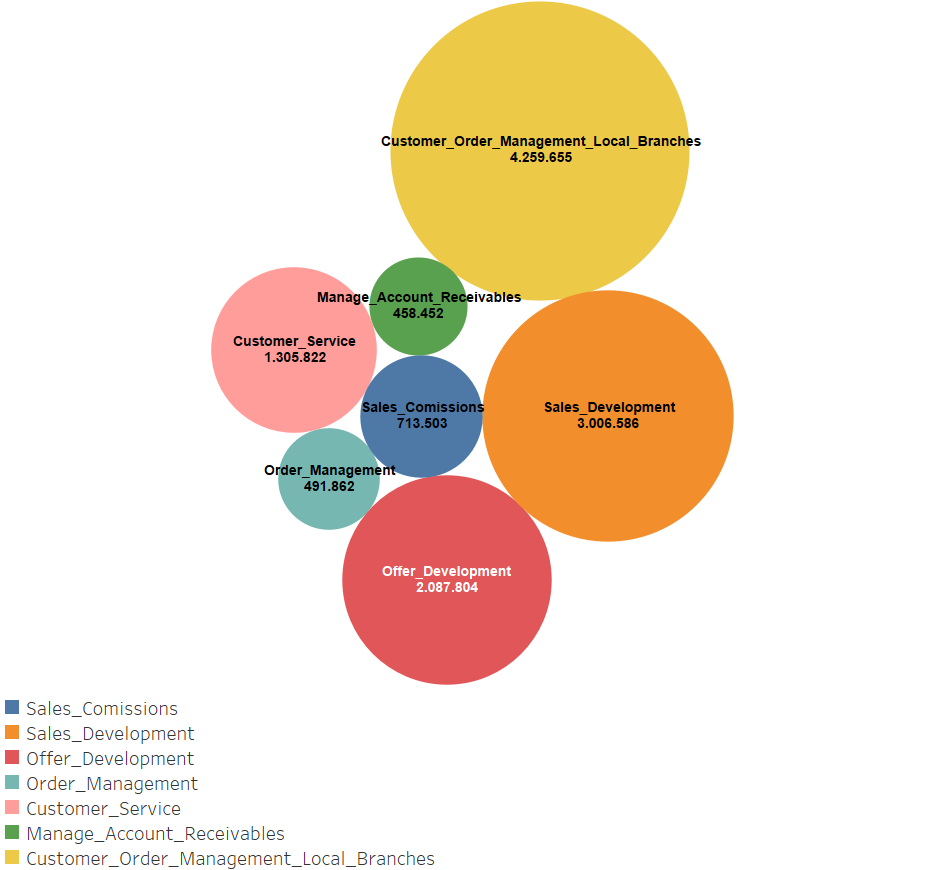 Customer_Order_Management_Local_Branches
4.259.655
Manage_Account_Receivables
458.452
Customer_Service
1.305.822
Sales_Comissions
713.503
Sales_Development
3.006.586
Order_Management
491.862
Offer_Development
2.087.804
Sales_Comissions
Sales_Development
Offer_Development
Order_Management
Customer_Service
Manage_Account_Receivables
Customer_Order_Management_Local_Branches